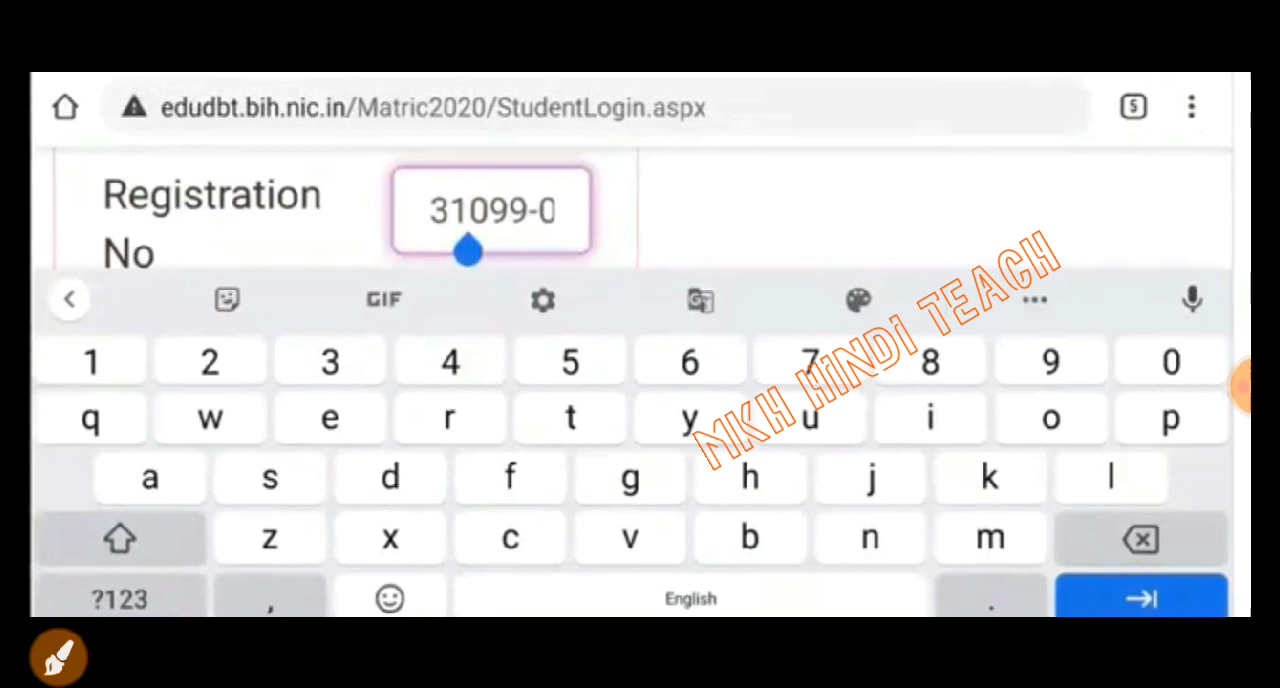 edudbt.bih.nic.in/Matric2020/StudentLogin.aspx
5
Registration
No
31099-0
GIF
1 2 3 4 5 6 7 8 9 0
q w e r t y u i o p
a s d f g h j k l
z x c v b n m
?123 , English .
MKH HINDI TEACH